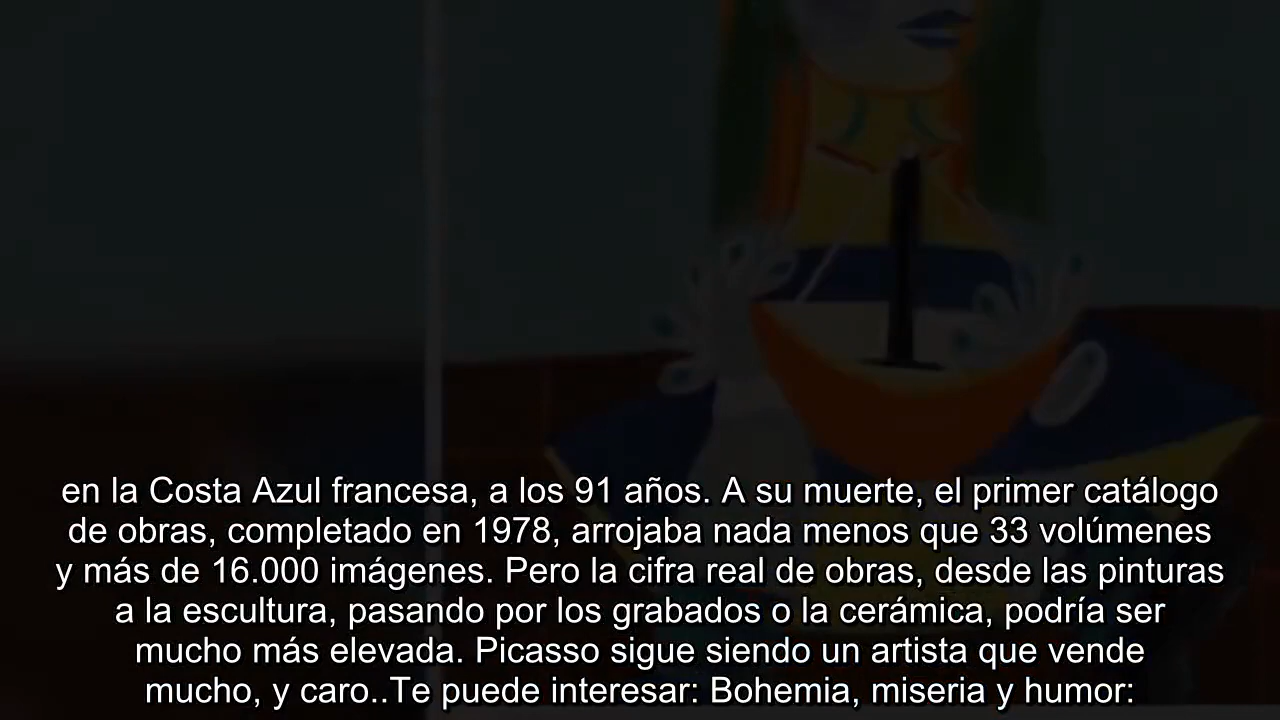 en la Costa Azul francesa, a los 91 años. A su muerte, el primer catálogo
de obras, completado en 1978, arrojaba nada menos que 33 volúmenes
y más de 16.000 imágenes. Pero la cifra real de obras, desde las pinturas
a la escultura, pasando por los grabados o la cerámica, podría ser
mucho más elevada. Picasso sigue siendo un artista que vende
mucho, y caro..Te puede interesar: Bohemia, miseria y humor: